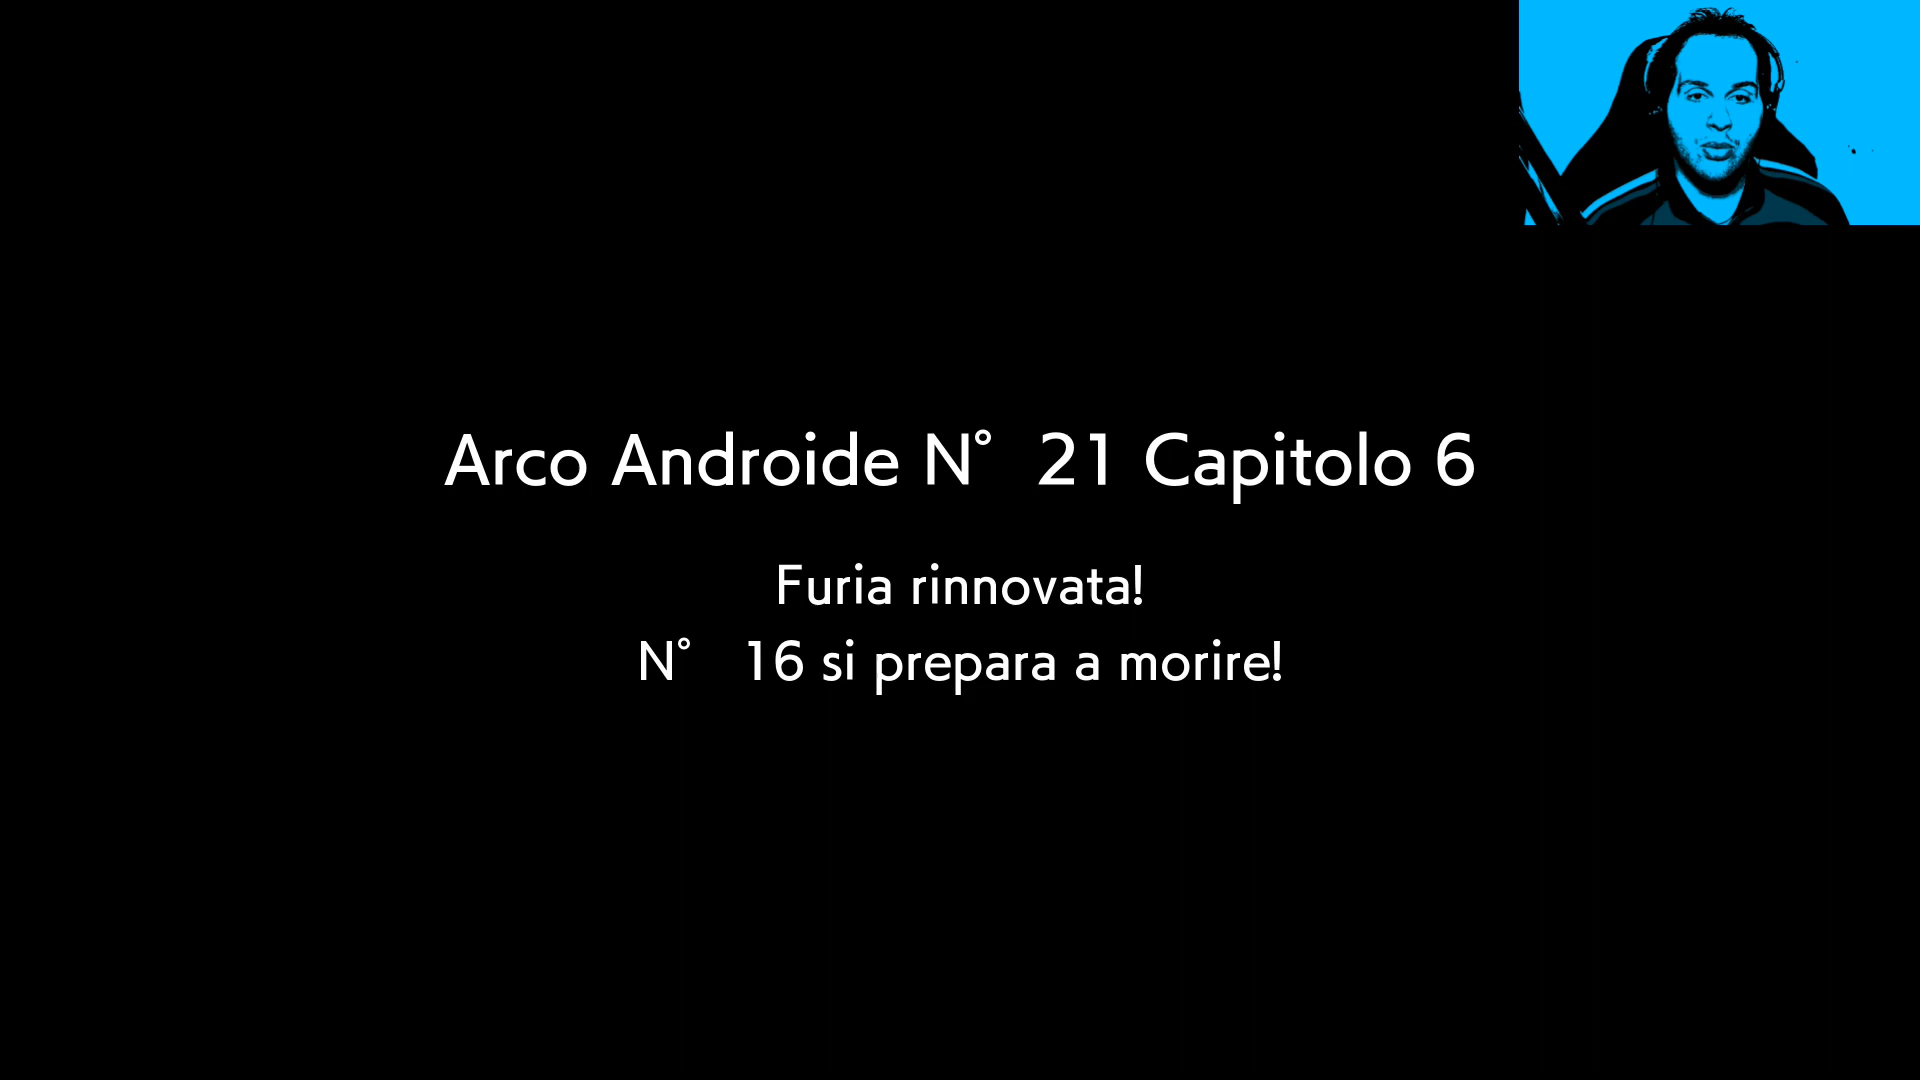 Arco Androide N° 21 Capitolo 6
Furia rinnovata!
N° 16 si prepara a morire!